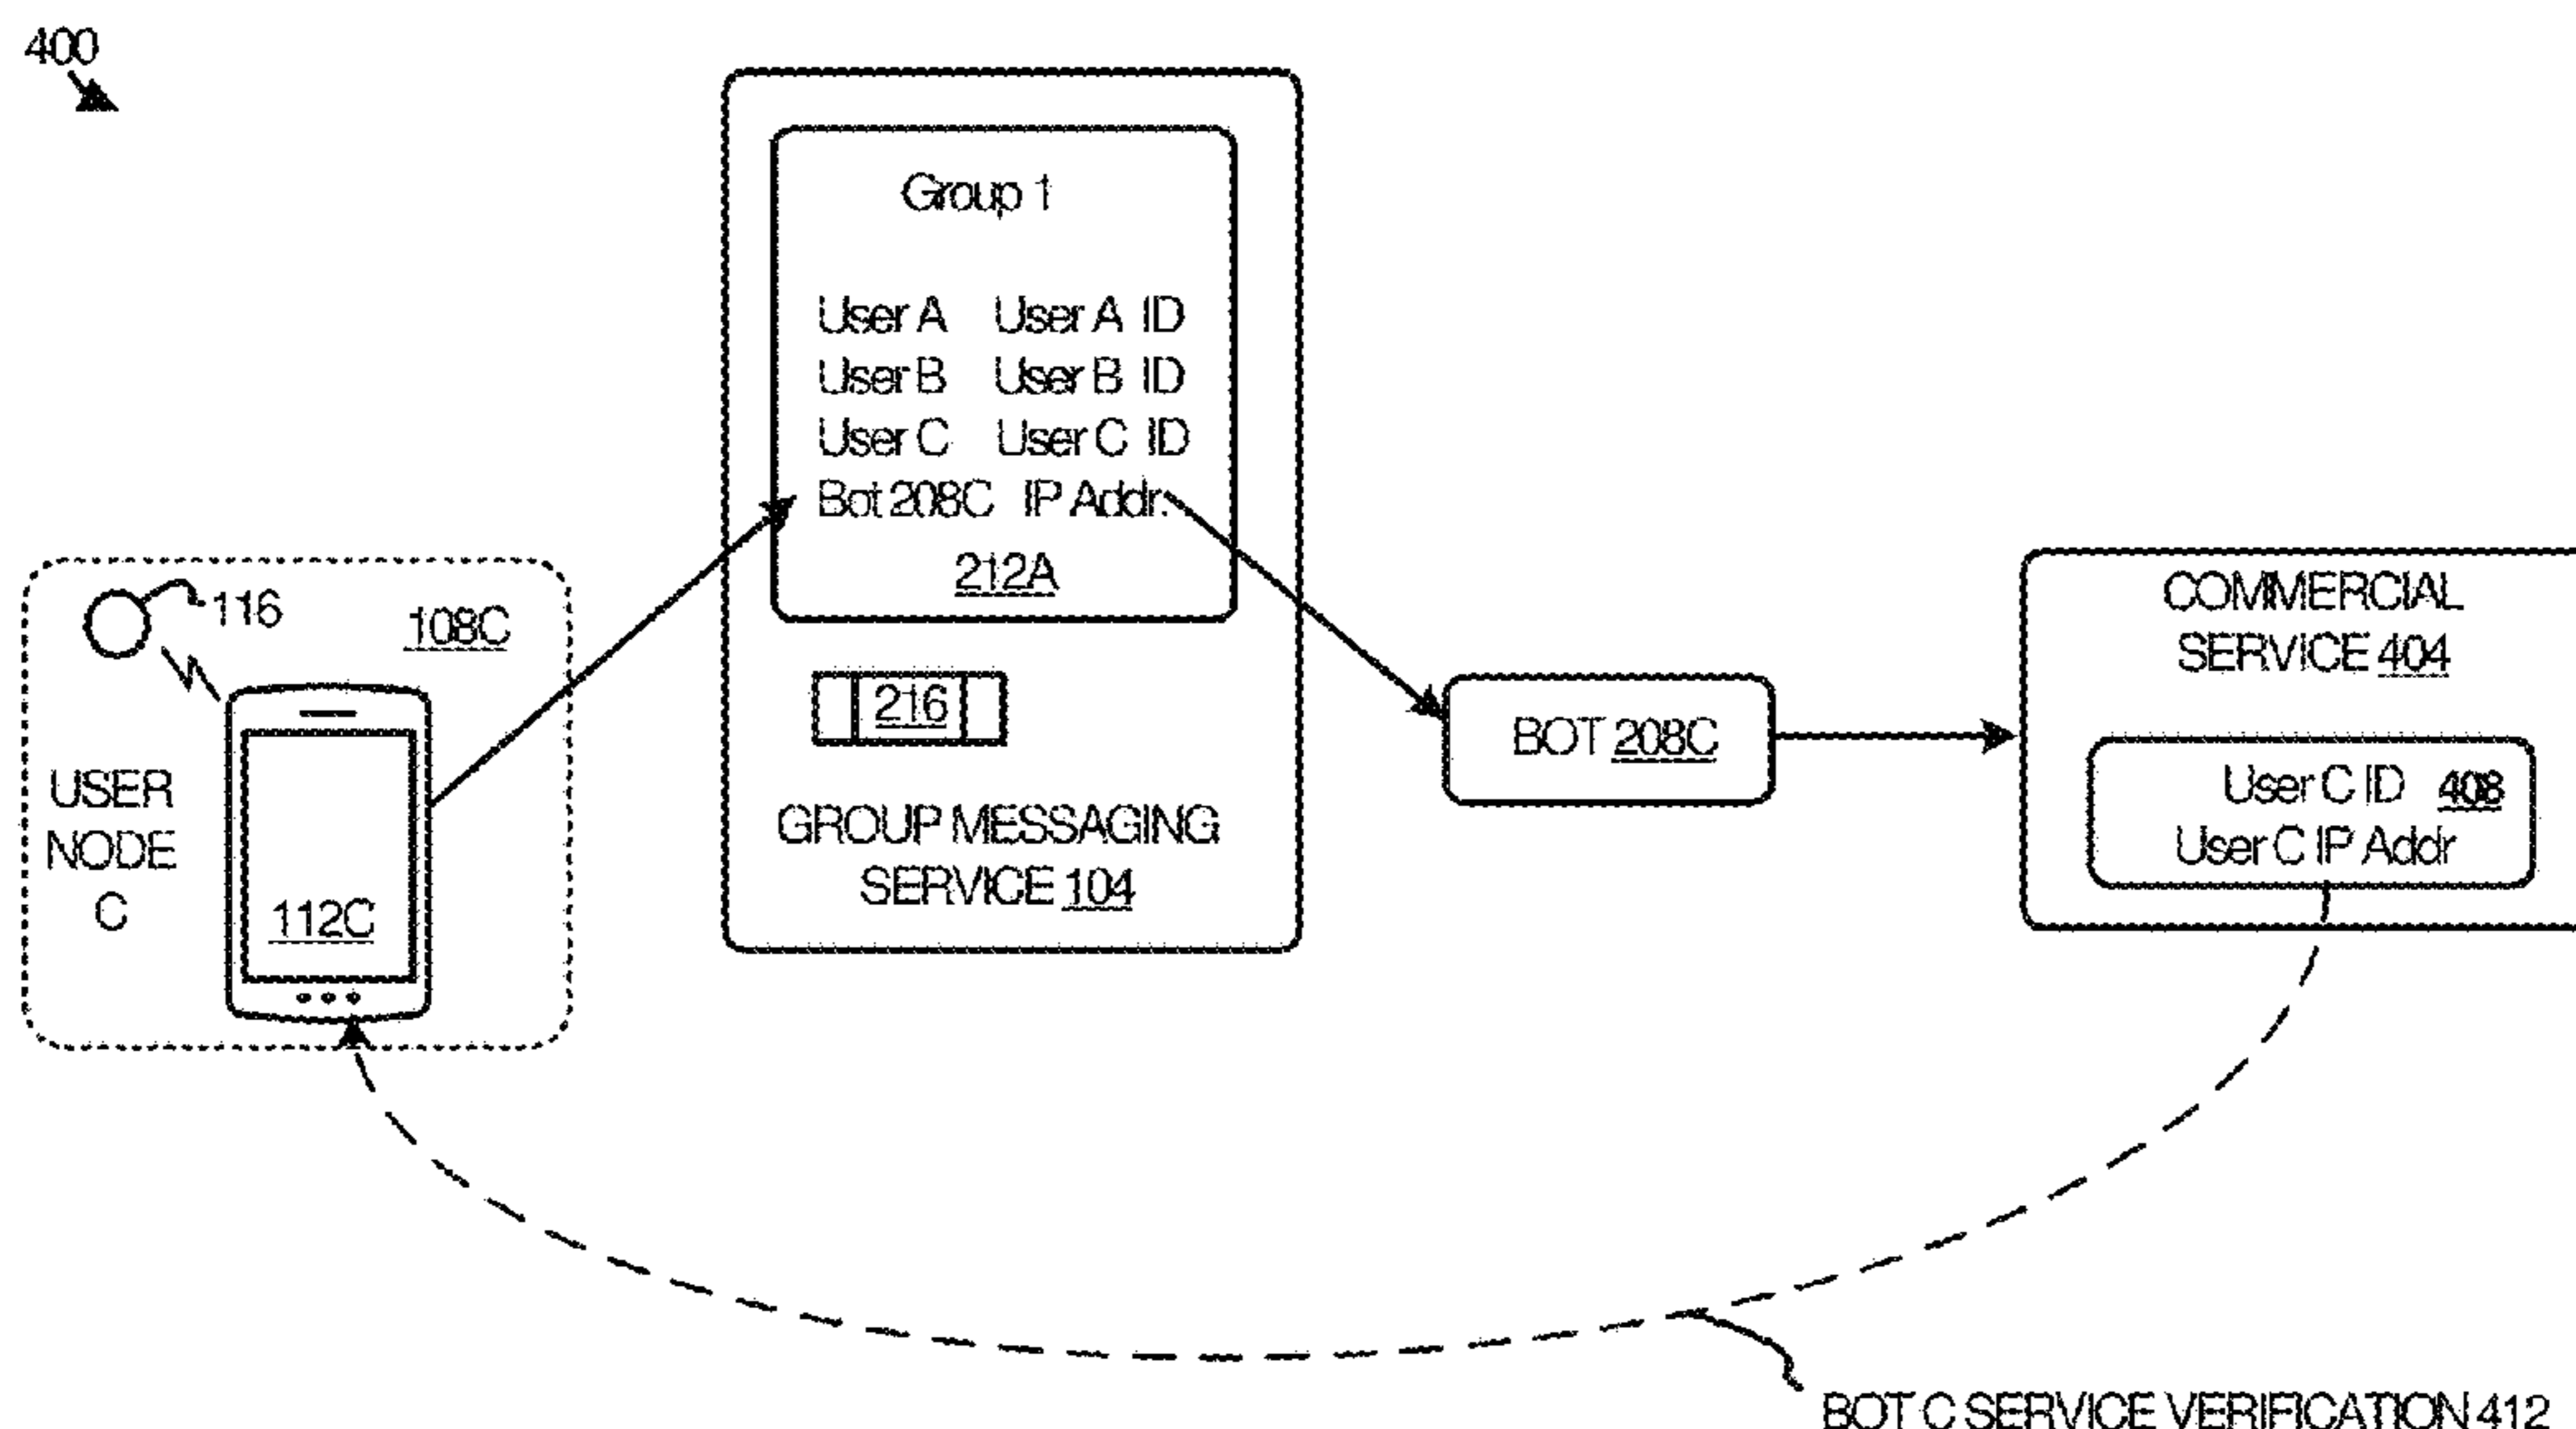 400
Group 1
User A User A ID
User B User B ID
User C User C ID
Bot 208C IP Addr.
212A
216
GROUP MESSAGING
SERVICE 104
116
108C
USER
NODE
C
112C
BOT 208C
COMMERCIAL
SERVICE 404
User C ID 408
User C IP Addr
BOT C SERVICE VERIFICATION 412